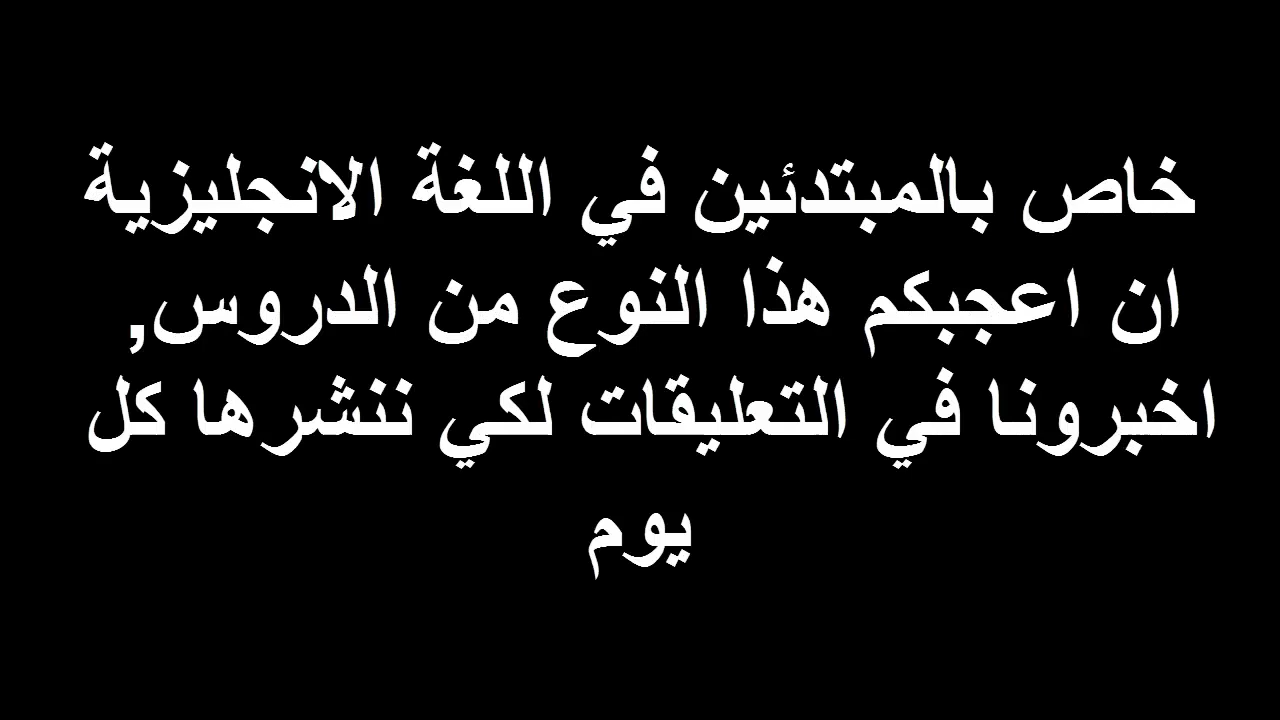 خاص بالمبتدئين في اللغة الانجليزية
ان اعجبكم هذا النوع من الدروس,
اخبرونا في التعليقات لكي ننشرها كل
يوم